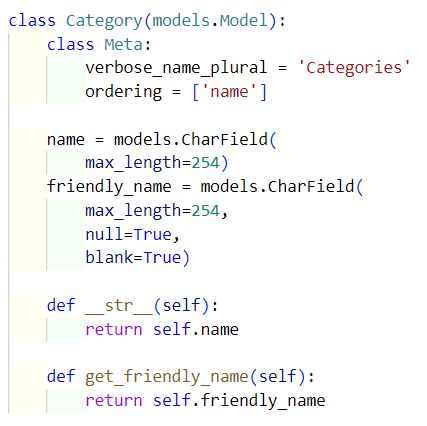 class Category(models.Model):
    class Meta:
        verbose_name_plural = 'Categories'
        ordering = ['name']

    name = models.CharField(
        max_length=254)
    friendly_name = models.CharField(
        max_length=254,
        null=True,
        blank=True)

    def __str__(self):
        return self.name

    def get_friendly_name(self):
        return self.friendly_name